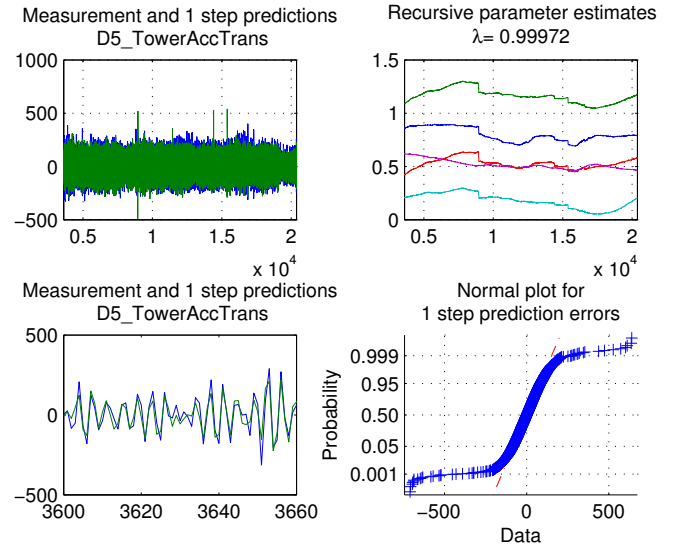 Measurement and 1 step predictions
D5_TowerAccTrans
1000
500
0
−500
0.5
1
1.5
2
x 10^4
Recursive parameter estimates
λ= 0.99972
1.5
1
0.5
0
0.5
1
1.5
2
x 10^4
Measurement and 1 step predictions
D5_TowerAccTrans
500
0
−500
3600
3620
3640
3660
Normal plot for
1 step prediction errors
Probability
0.999
0.95
0.50
0.05
0.001
−500
0
500
Data